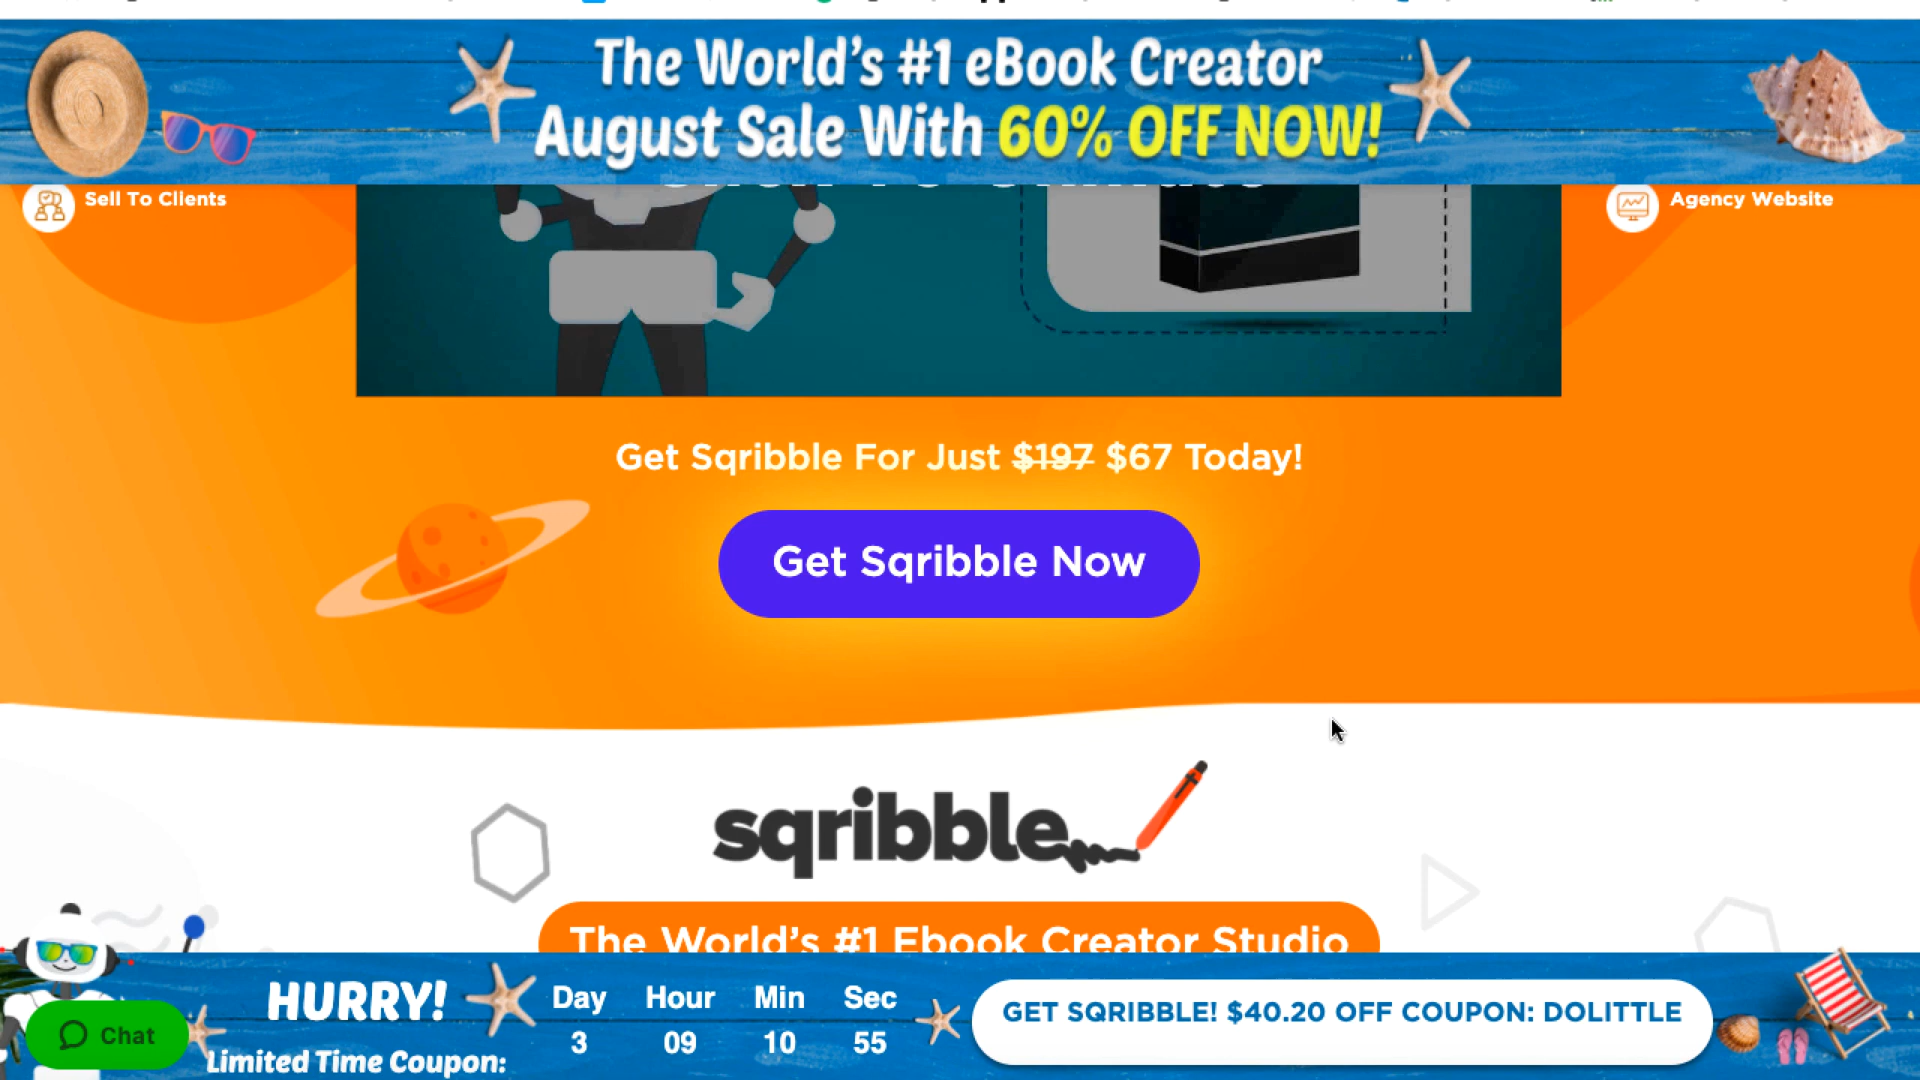 The World's #1 eBook Creator
August Sale With 60% OFF NOW!
Sell To Clients
Agency Website
Get Sqribble For Just $197 $67 Today!
Get Sqribble Now
sqribble
The World's #1 Ebook Creator Studio
HURRY!
Limited Time Coupon:
Day Hour Min Sec
3 09 10 55
GET SQRIBBLE! $40.20 OFF COUPON: DOLITTLE
Chat